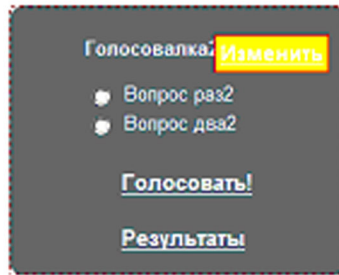 Голосовалка2 Изменить
Вопрос раз2
Вопрос два2
Голосовать!
Результаты